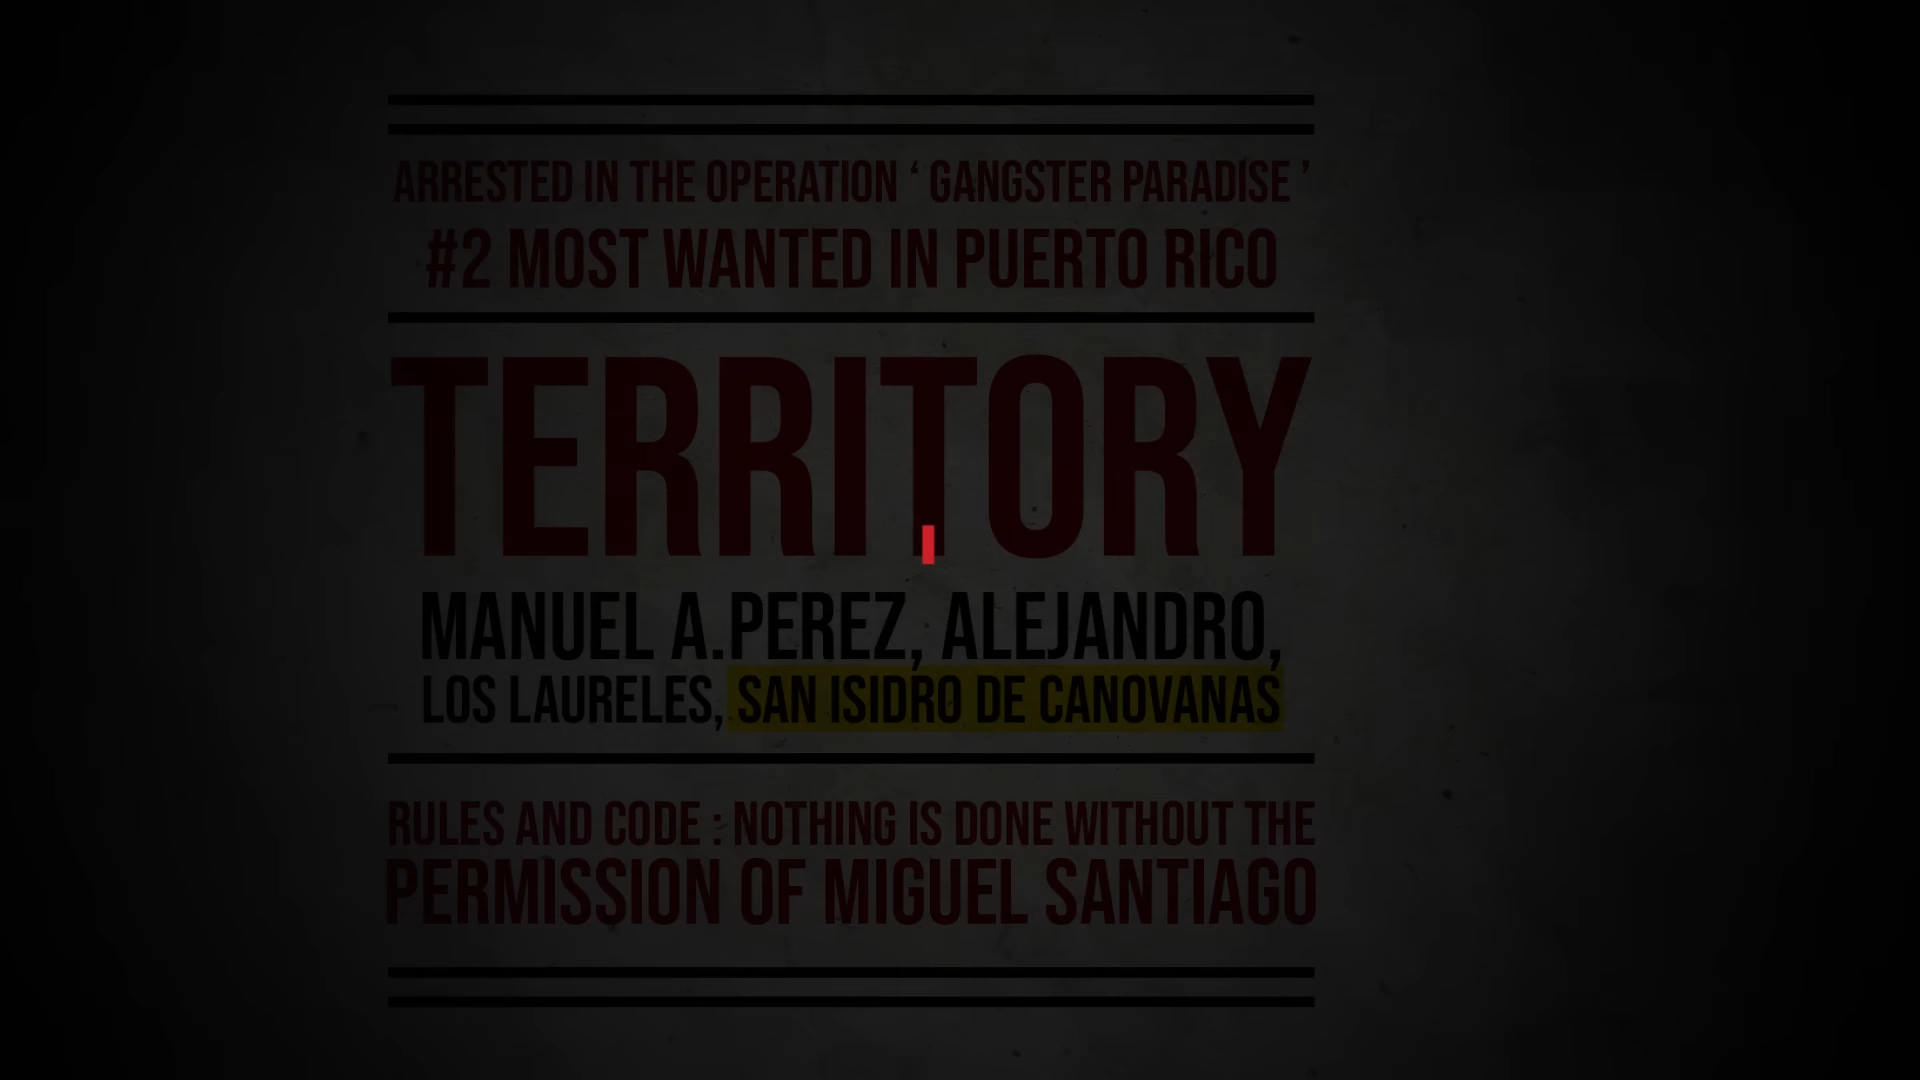 ARRESTED IN THE OPERATION ‘ GANGSTER PARADISE ’
#2 MOST WANTED IN PUERTO RICO
TERRITORY
MANUEL A.PEREZ, ALEJANDRO,
LOS LAURELES, SAN ISIDRO DE CANOVANAS
RULES AND CODE : NOTHING IS DONE WITHOUT THE
PERMISSION OF MIGUEL SANTIAGO